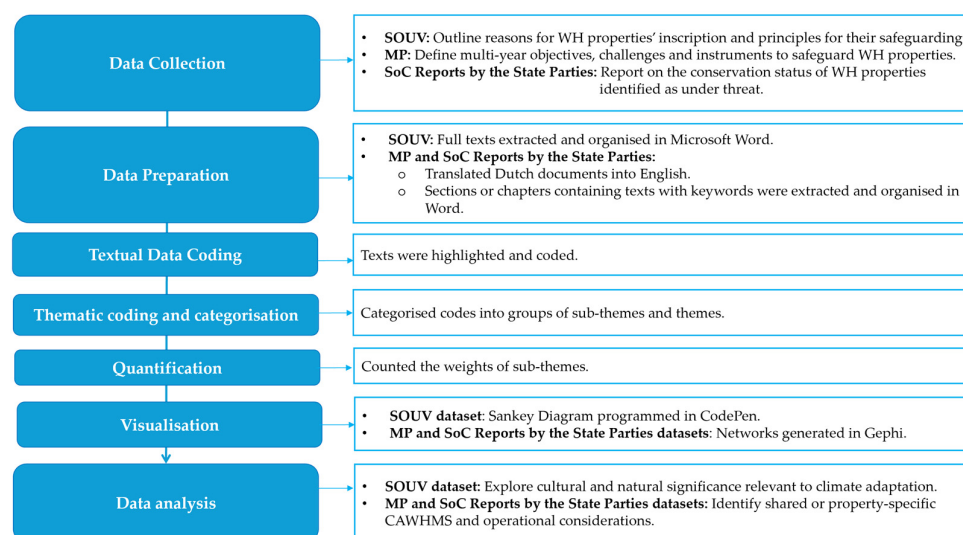 Data Collection
• SOUV: Outline reasons for WH properties' inscription and principles for their safeguarding
• MP: Define multi-year objectives, challenges and instruments to safeguard WH properties.
• SoC Reports by the State Parties: Report on the conservation status of WH properties
identified as under threat.
Data Preparation
• SOUV: Full texts extracted and organised in Microsoft Word.
• MP and SoC Reports by the State Parties:
o Translated Dutch documents into English.
o Sections or chapters containing texts with keywords were extracted and organised in
Word.
Textual Data Coding
Texts were highlighted and coded.
Thematic coding and categorisation
Categorised codes into groups of sub-themes and themes.
Quantification
Counted the weights of sub-themes.
Visualisation
• SOUV dataset: Sankey Diagram programmed in CodePen.
• MP and SoC Reports by the State Parties datasets: Networks generated in Gephi.
Data analysis
• SOUV dataset: Explore cultural and natural significance relevant to climate adaptation.
• MP and SoC Reports by the State Parties datasets: Identify shared or property-specific
CAWHMS and operational considerations.